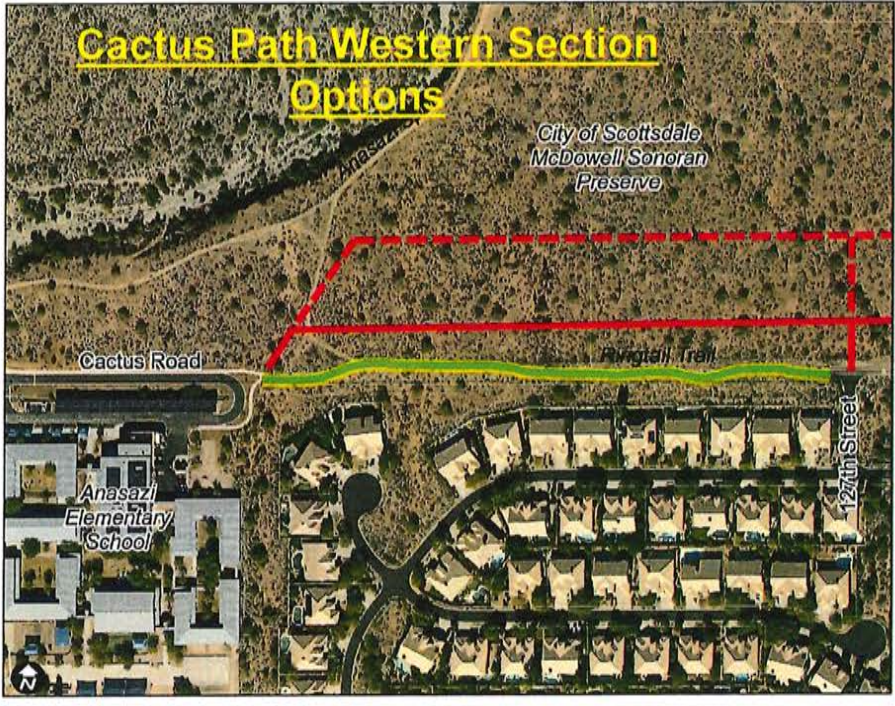 Cactus Path Western Section
Options
City of Scottsdale
McDowell Sonoran
Preserve
Anasazi
Cactus Road
Ringtail Trail
127th Street
Anasazi
Elementary
School
N